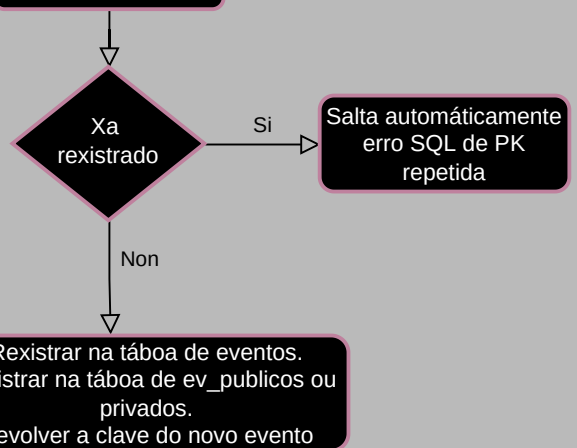 Xa
rexistrado
Si
Salta automáticamente
erro SQL de PK
repetida
Non
Rexistrar na táboa de eventos.
istrar na táboa de ev_publicos ou
privados.
evolver a clave do novo evento